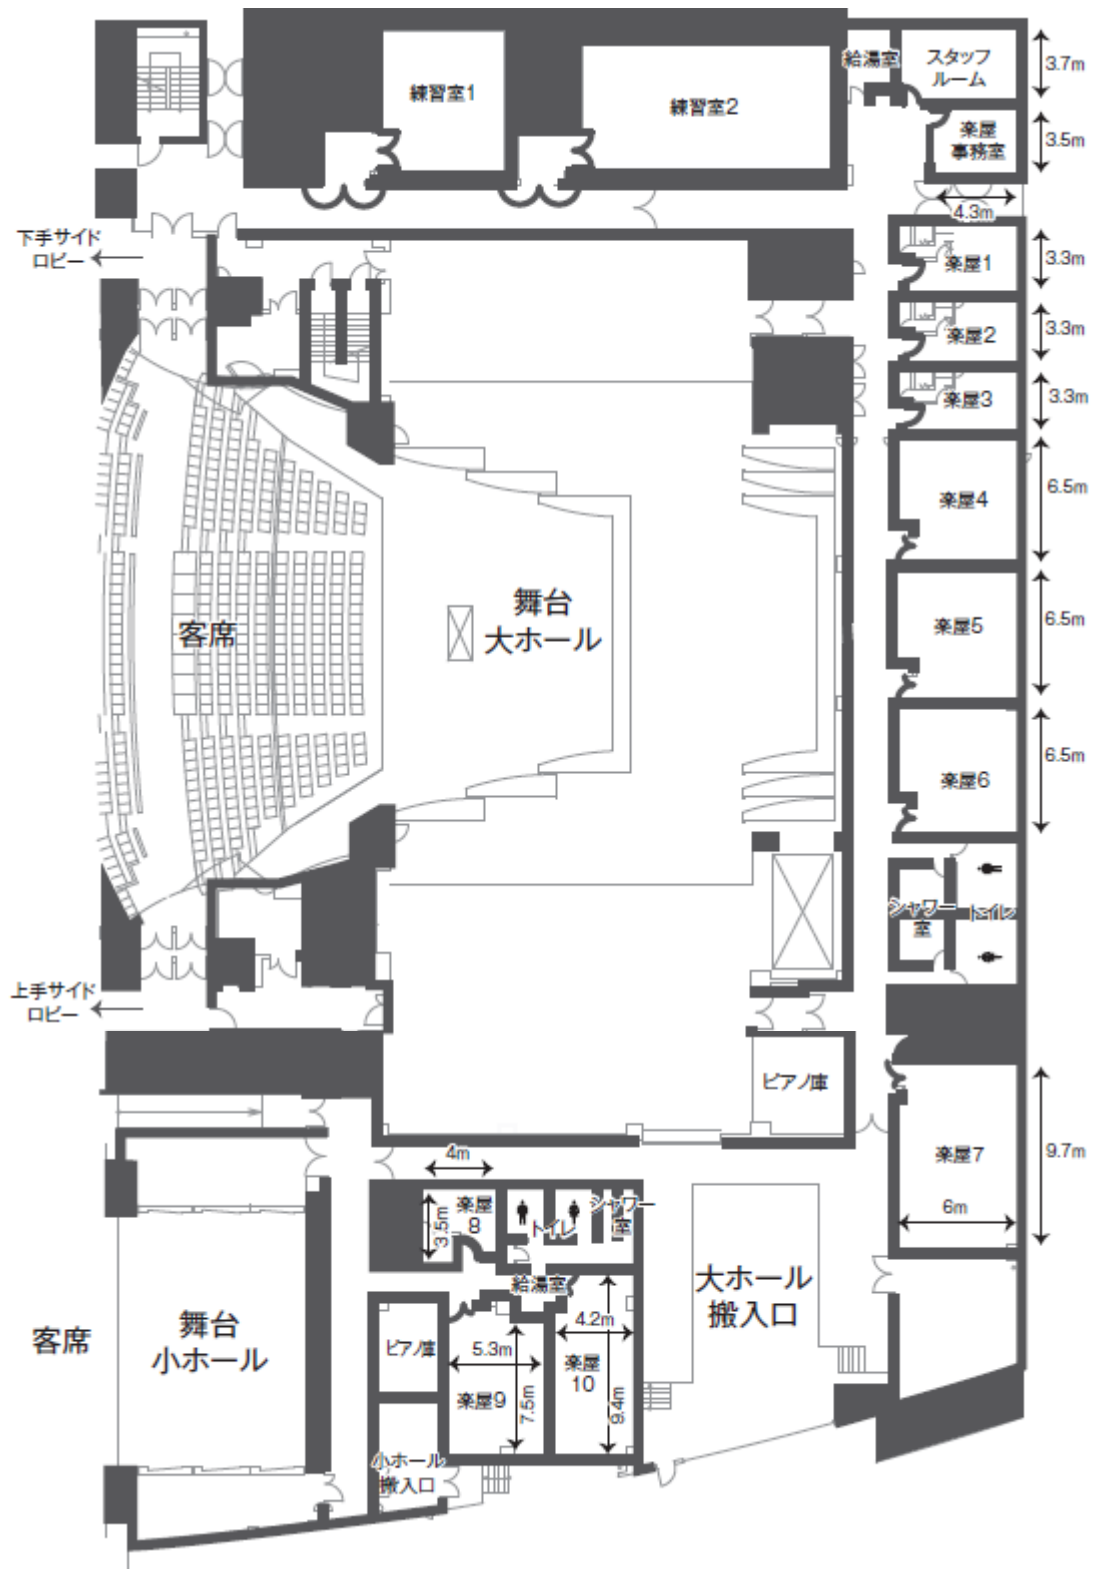 練習室1
練習室2
給湯室
スタッフ
ルーム
3.7m
楽屋
事務室
3.5m
4.3m
下手サイド
ロビー
楽屋1
3.3m
楽屋2
3.3m
楽屋3
3.3m
楽屋4
6.5m
客席
舞台
大ホール
楽屋5
6.5m
楽屋6
6.5m
シャワー
室
トイレ
上手サイド
ロビー
ピアノ庫
楽屋7
9.7m
6m
4m
3.5m
楽屋
8
トイレ
シャワー
室
給湯室
大ホール
搬入口
客席
舞台
小ホール
ピアノ庫
5.3m
楽屋9
7.5m
4.2m
楽屋
10
9.4m
小ホール
搬入口